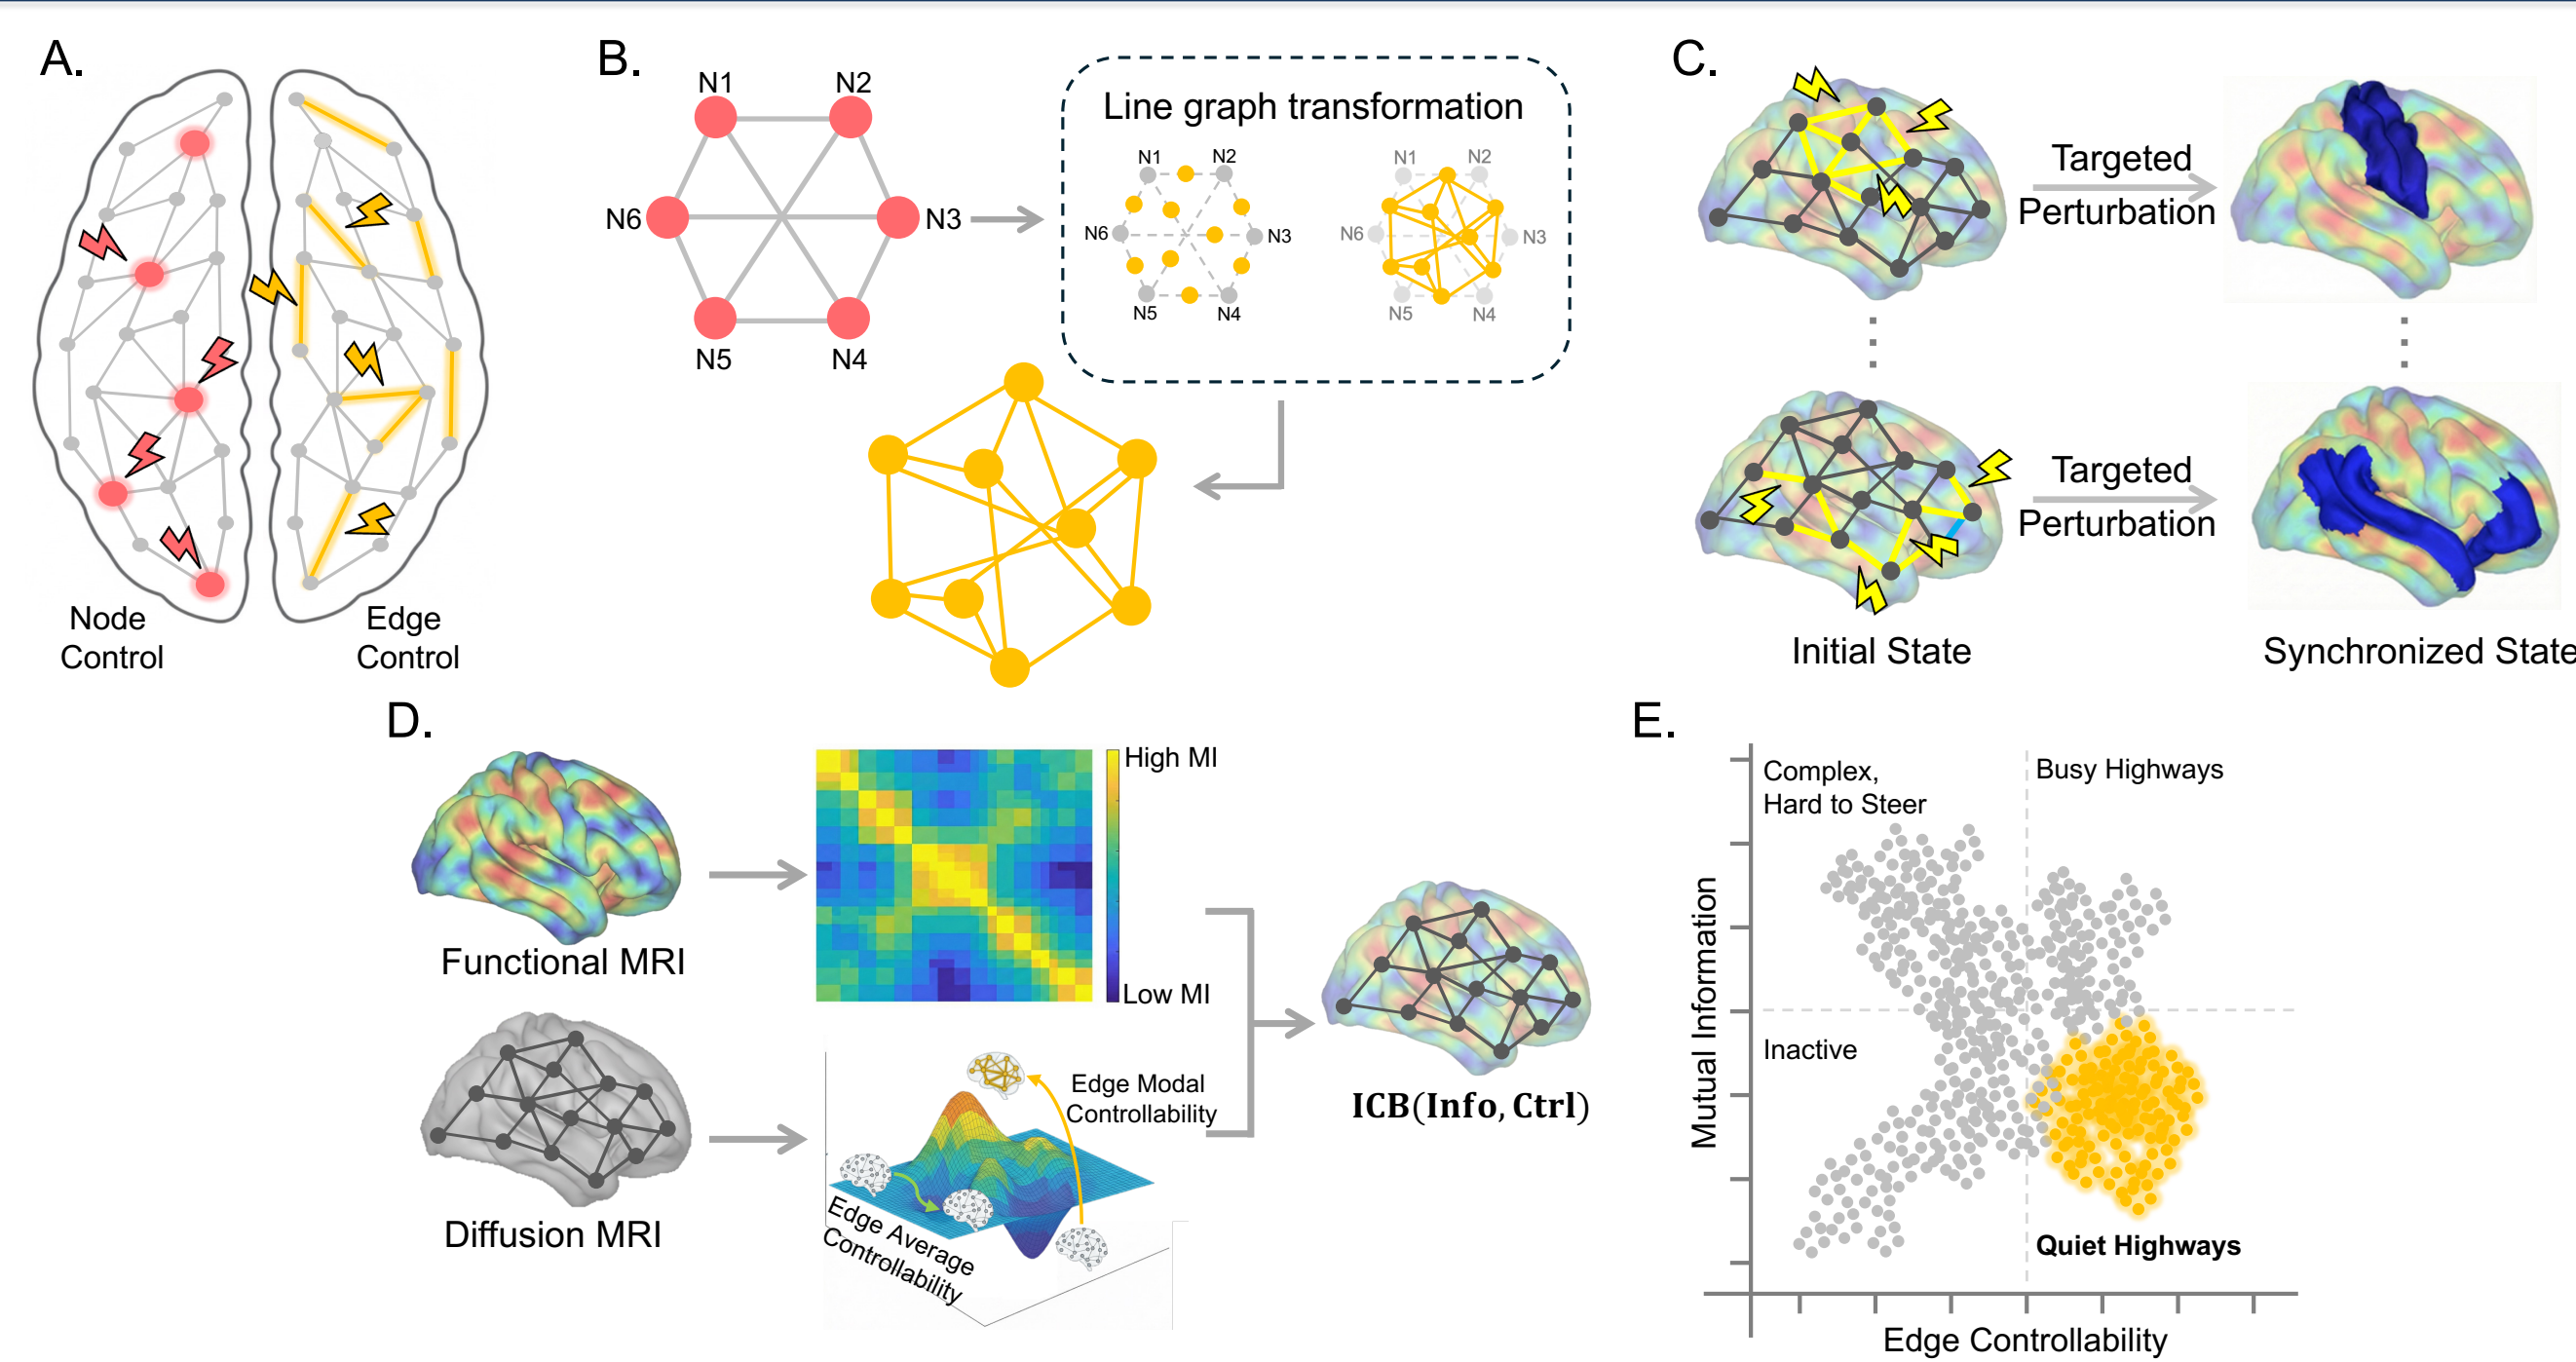 A.
Node
Control
Edge
Control
B.
N1
N2
N6
N3
N5
N4
Line graph transformation
N1
N2
N6
N3
N5
N4
N1
N2
N6
N3
N5
N4
C.
Targeted
Perturbation
Targeted
Perturbation
Initial State
Synchronized State
D.
Functional MRI
High MI
Low MI
Diffusion MRI
Edge Modal
Controllability
Edge Average
Controllability
ICB(Info, Ctrl)
E.
Complex,
Hard to Steer
Busy Highways
Inactive
Quiet Highways
Mutual Information
Edge Controllability